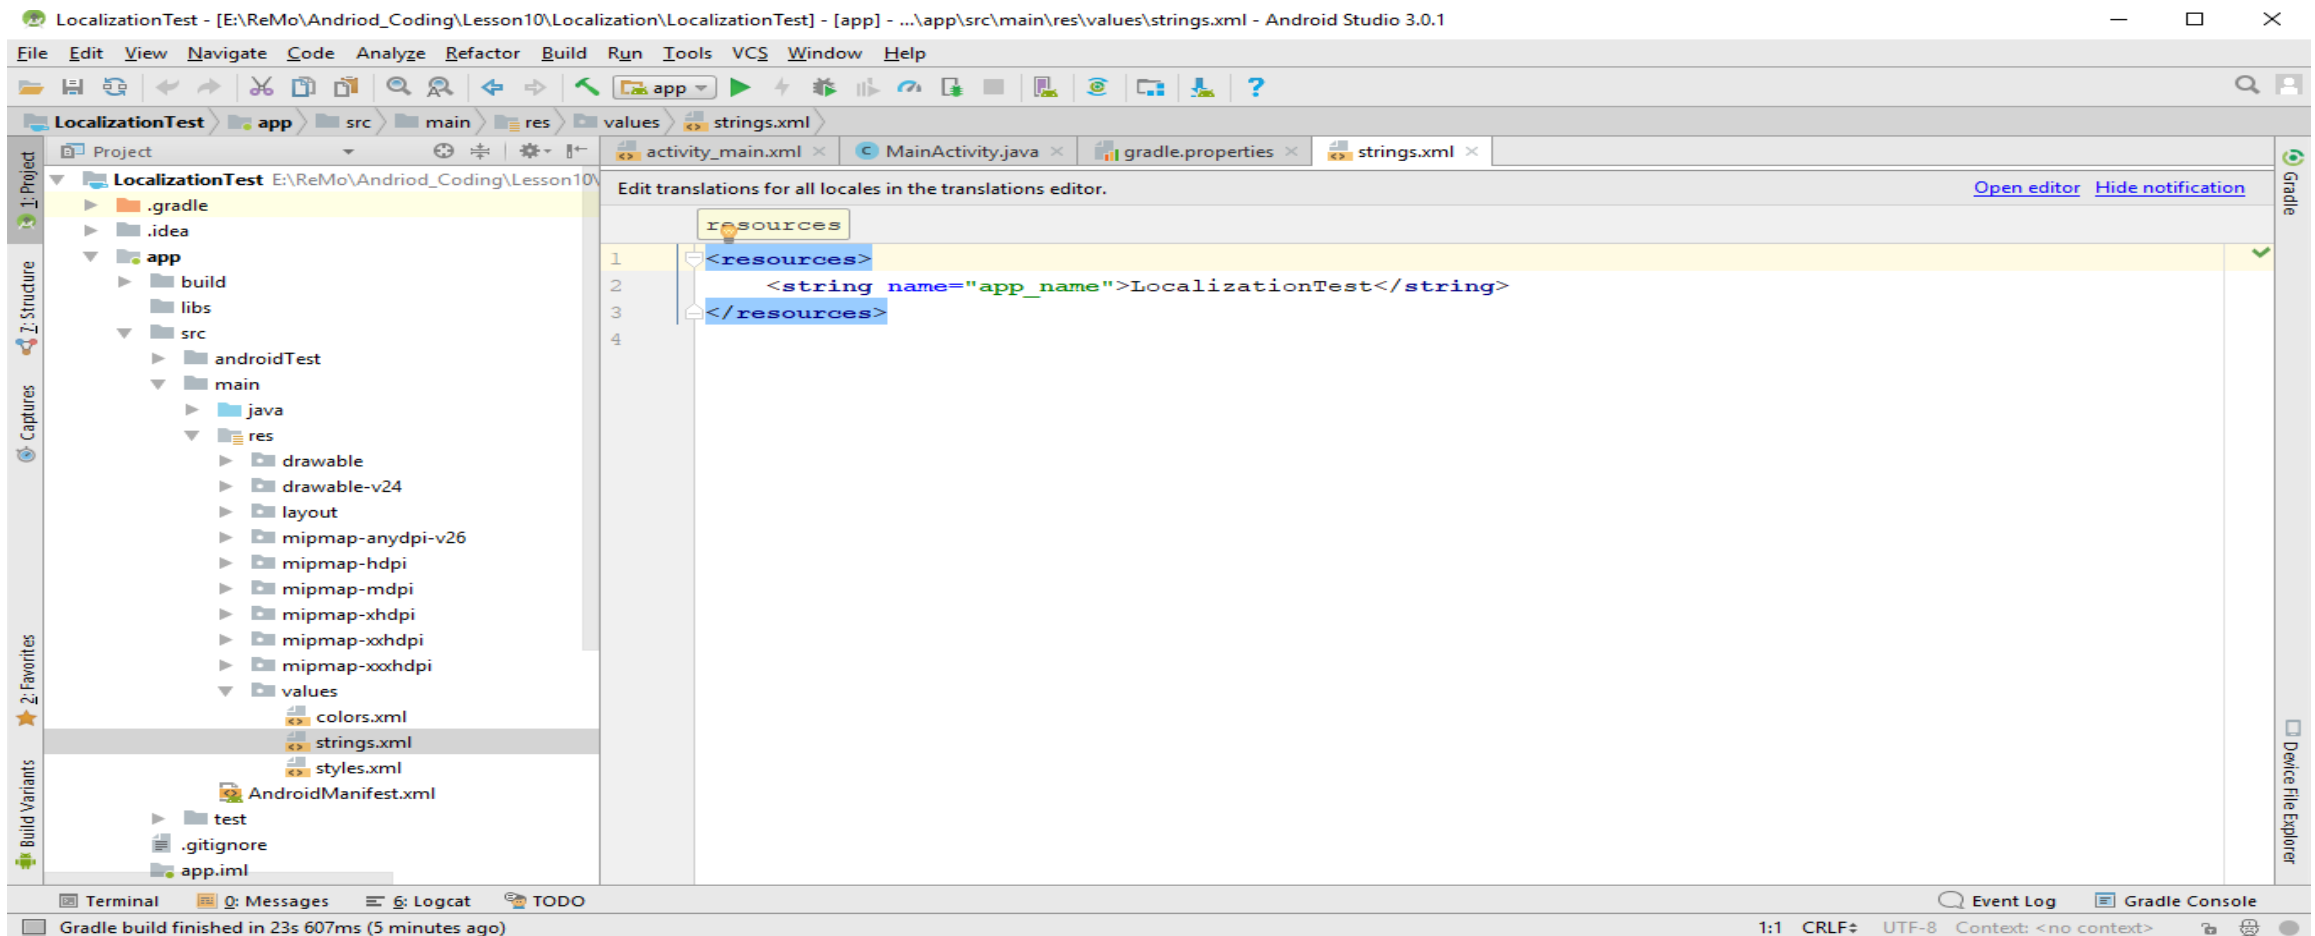 LocalizationTest - [E:\ReMo\Andriod_Coding\Lesson10\Localization\LocalizationTest] - [app] - ...\app\src\main\res\values\strings.xml - Android Studio 3.0.1
File Edit View Navigate Code Analyze Refactor Build Run Tools VCS Window Help
app
LocalizationTest app src main res values strings.xml
Project
activity_main.xml MainActivity.java gradle.properties strings.xml
1: Project
7: Structure
Captures
2: Favorites
Build Variants
LocalizationTest E:\ReMo\Andriod_Coding\Lesson10\
.gradle
.idea
app
build
libs
src
androidTest
main
java
res
drawable
drawable-v24
layout
mipmap-anydpi-v26
mipmap-hdpi
mipmap-mdpi
mipmap-xhdpi
mipmap-xxhdpi
mipmap-xxxhdpi
values
colors.xml
strings.xml
styles.xml
AndroidManifest.xml
test
.gitignore
app.iml
Edit translations for all locales in the translations editor. Open editor Hide notification
resources
1 <resources>
2 <string name="app_name">LocalizationTest</string>
3 </resources>
4
Gradle
Device File Explorer
Terminal 0: Messages 6: Logcat TODO Event Log Gradle Console
Gradle build finished in 23s 607ms (5 minutes ago) 1:1 CRLF UTF-8 Context: <no context>